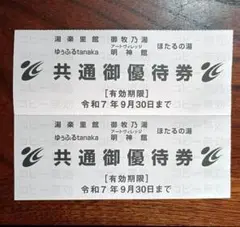 湯楽里館 御牧乃湯 ほたるの湯
ゆぅふるtanaka アートヴィレッジ 明神館
共通御優待券
[有効期限]
令和7年9月30日まで
湯楽里館 御牧乃湯 ほたるの湯
ゆぅふるtanaka アートヴィレッジ 明神館
共通御優待券
[有効期限]
令和7年9月30日まで